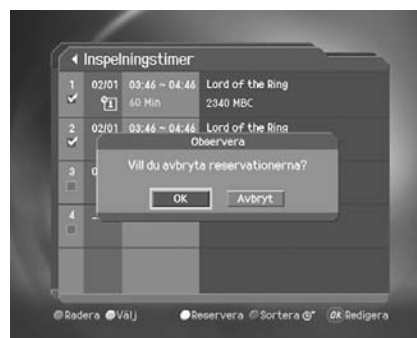 Inspelningstimer
1 02/01 03:46 ~ 04:46 Lord of the Ring
60 Min 2340 MBC
2 02/01 03:46 ~ 04:46 Lord of the Ring
Observera
Vill du avbryta reservationerna?
3 0
OK Avbryt
4
Radera Välj Reservera Sortera OK Redigera